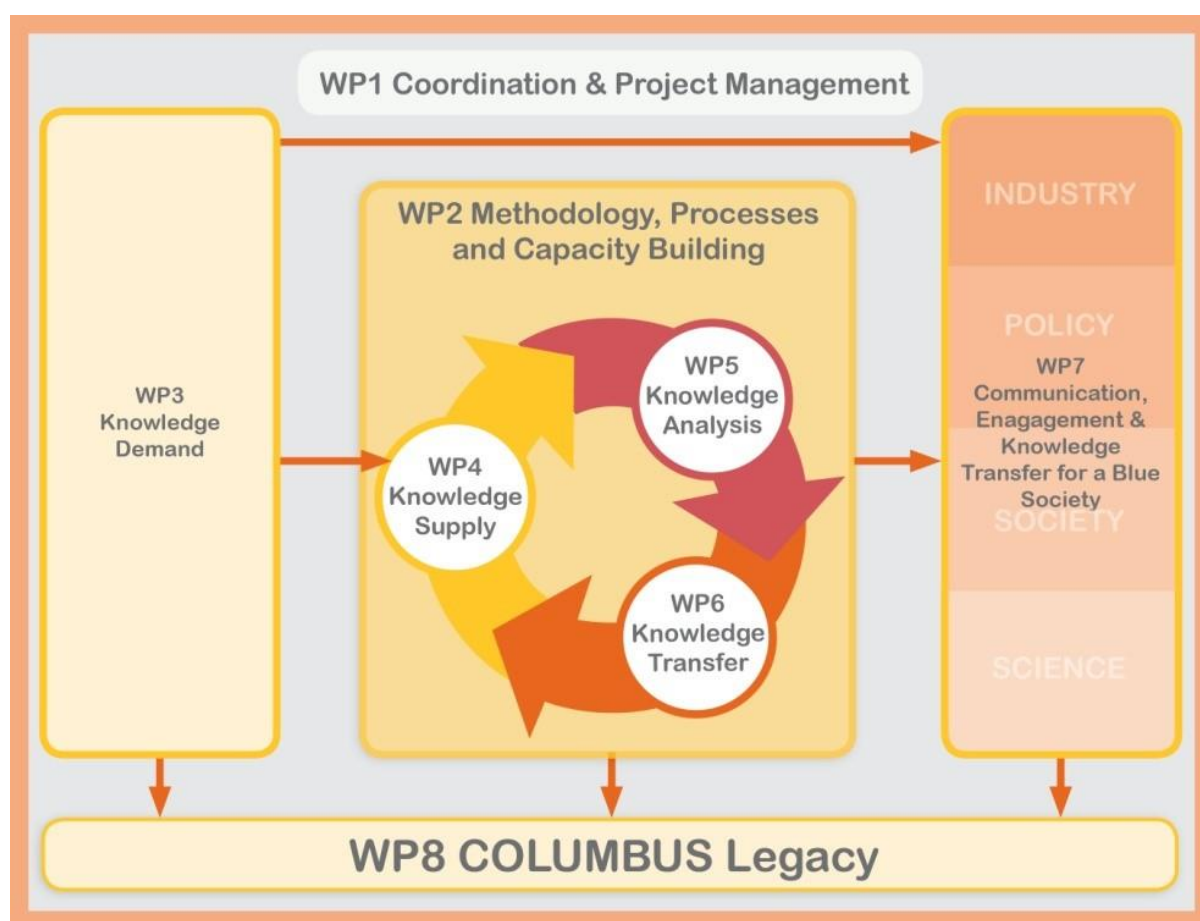 WP1 Coordination & Project Management
WP3
Knowledge
Demand
WP2 Methodology, Processes
and Capacity Building
WP4
Knowledge
Supply
WP5
Knowledge
Analysis
WP6
Knowledge
Transfer
INDUSTRY
POLICY
WP7
Communication,
Enagagement &
Knowledge
Transfer for a Blue
Society
SOCIETY
SCIENCE
WP8 COLUMBUS Legacy